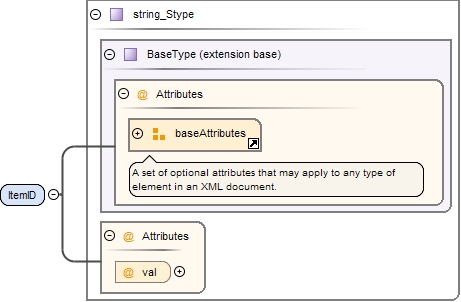 string_Stype
BaseType (extension base)
@ Attributes
baseAttributes
A set of optional attributes that may apply to any type of
element in an XML document.
ItemID
@ Attributes
@ val